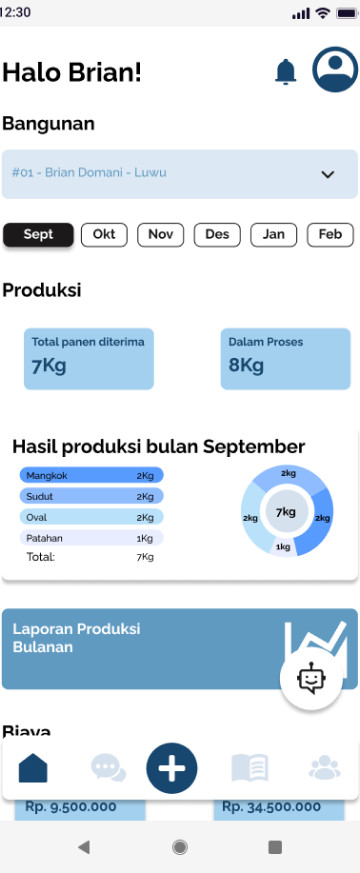 12:30
Halo Brian!
Bangunan
#01 - Brian Domani - Luwu
Sept Okt Nov Des Jan Feb
Produksi
Total panen diterima
7Kg
Dalam Proses
8Kg
Hasil produksi bulan September
Mangkok 2Kg
Sudut 2Kg
Oval 2Kg
Patahan 1Kg
Total: 7Kg
2kg
7kg
2kg
2kg
1kg
Laporan Produksi
Bulanan
Biaya
Rp. 9.500.000
Rp. 34.500.000